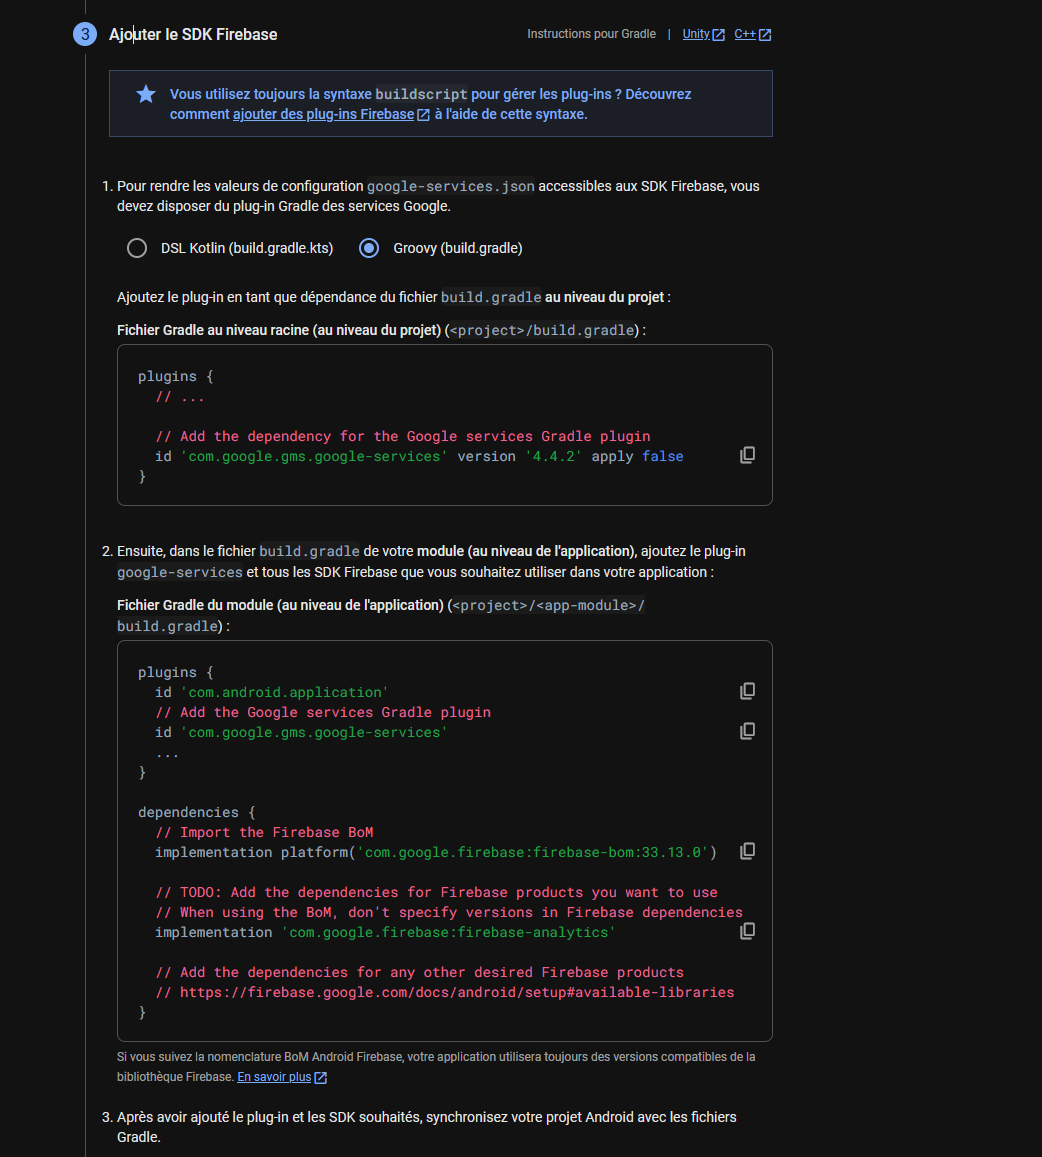 3 Ajouter le SDK Firebase
Instructions pour Gradle | Unity C++
Vous utilisez toujours la syntaxe buildscript pour gérer les plug-ins ? Découvrez
comment ajouter des plug-ins Firebase à l'aide de cette syntaxe.
1. Pour rendre les valeurs de configuration google-services.json accessibles aux SDK Firebase, vous
devez disposer du plug-in Gradle des services Google.
DSL Kotlin (build.gradle.kts) Groovy (build.gradle)
Ajoutez le plug-in en tant que dépendance du fichier build.gradle au niveau du projet :
Fichier Gradle au niveau racine (au niveau du projet) (<project>/build.gradle) :
plugins {
// ...
// Add the dependency for the Google services Gradle plugin
id 'com.google.gms.google-services' version '4.4.2' apply false
}
2. Ensuite, dans le fichier build.gradle de votre module (au niveau de l'application), ajoutez le plug-in
google-services et tous les SDK Firebase que vous souhaitez utiliser dans votre application :
Fichier Gradle du module (au niveau de l'application) (<project>/<app-module>/
build.gradle) :
plugins {
id 'com.android.application'
// Add the Google services Gradle plugin
id 'com.google.gms.google-services'
...
}
dependencies {
// Import the Firebase BoM
implementation platform('com.google.firebase:firebase-bom:33.13.0')
// TODO: Add the dependencies for Firebase products you want to use
// When using the BoM, don't specify versions in Firebase dependencies
implementation 'com.google.firebase:firebase-analytics'
// Add the dependencies for any other desired Firebase products
// https://firebase.google.com/docs/android/setup#available-libraries
}
Si vous suivez la nomenclature BoM Android Firebase, votre application utilisera toujours des versions compatibles de la
bibliothèque Firebase. En savoir plus
3. Après avoir ajouté le plug-in et les SDK souhaités, synchronisez votre projet Android avec les fichiers
Gradle.